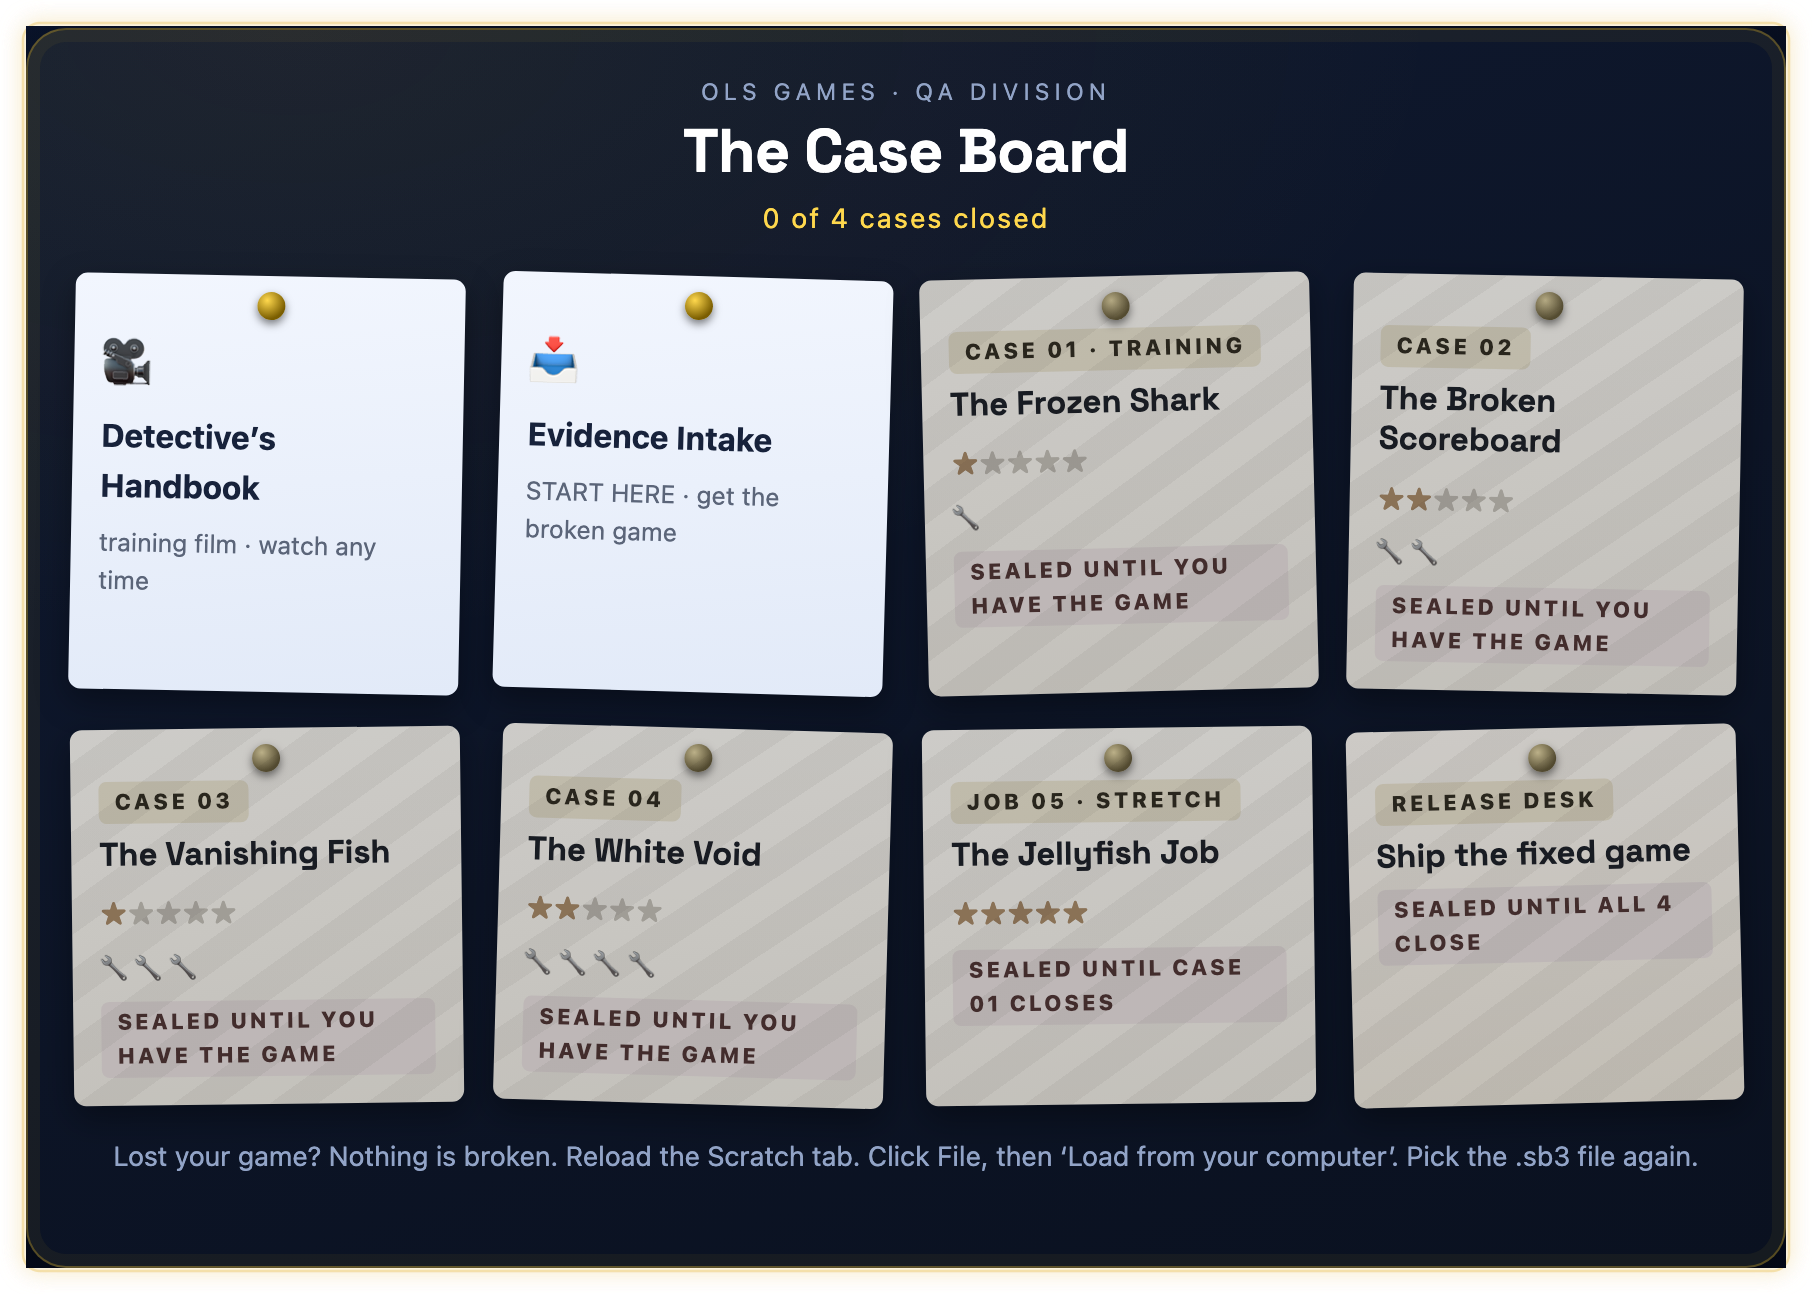 OLS GAMES · QA DIVISION
The Case Board
0 of 4 cases closed
Detective’s
Handbook
training film · watch any
time
Evidence Intake
START HERE · get the
broken game
CASE 01 · TRAINING
The Frozen Shark
SEALED UNTIL YOU
HAVE THE GAME
CASE 02
The Broken
Scoreboard
SEALED UNTIL YOU
HAVE THE GAME
CASE 03
The Vanishing Fish
SEALED UNTIL YOU
HAVE THE GAME
CASE 04
The White Void
SEALED UNTIL YOU
HAVE THE GAME
JOB 05 · STRETCH
The Jellyfish Job
SEALED UNTIL CASE
01 CLOSES
RELEASE DESK
Ship the fixed game
SEALED UNTIL ALL 4
CLOSE
Lost your game? Nothing is broken. Reload the Scratch tab. Click File, then ‘Load from your computer’. Pick the .sb3 file again.